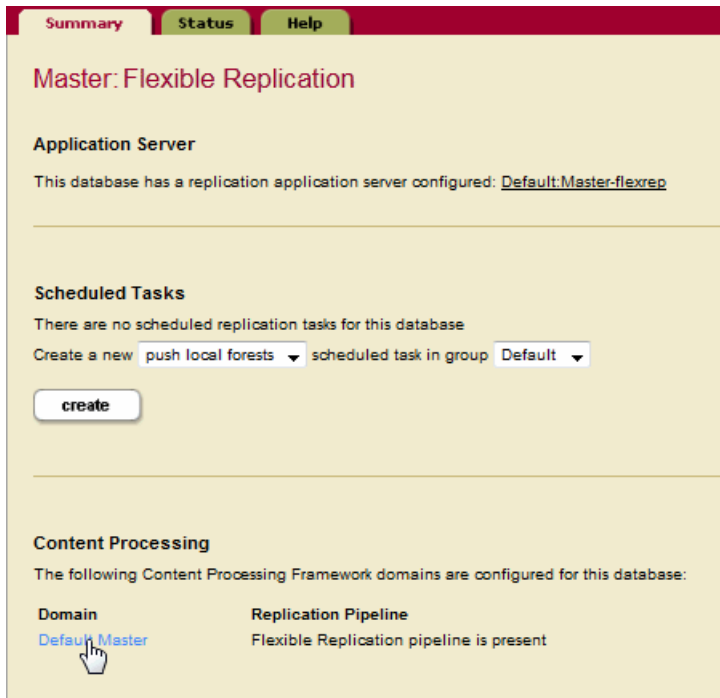 Summary Status Help
Master: Flexible Replication
Application Server
This database has a replication application server configured: Default:Master-flexrep
Scheduled Tasks
There are no scheduled replication tasks for this database
Create a new push local forests scheduled task in group Default
create
Content Processing
The following Content Processing Framework domains are configured for this database:
Domain Replication Pipeline
Default Master Flexible Replication pipeline is present